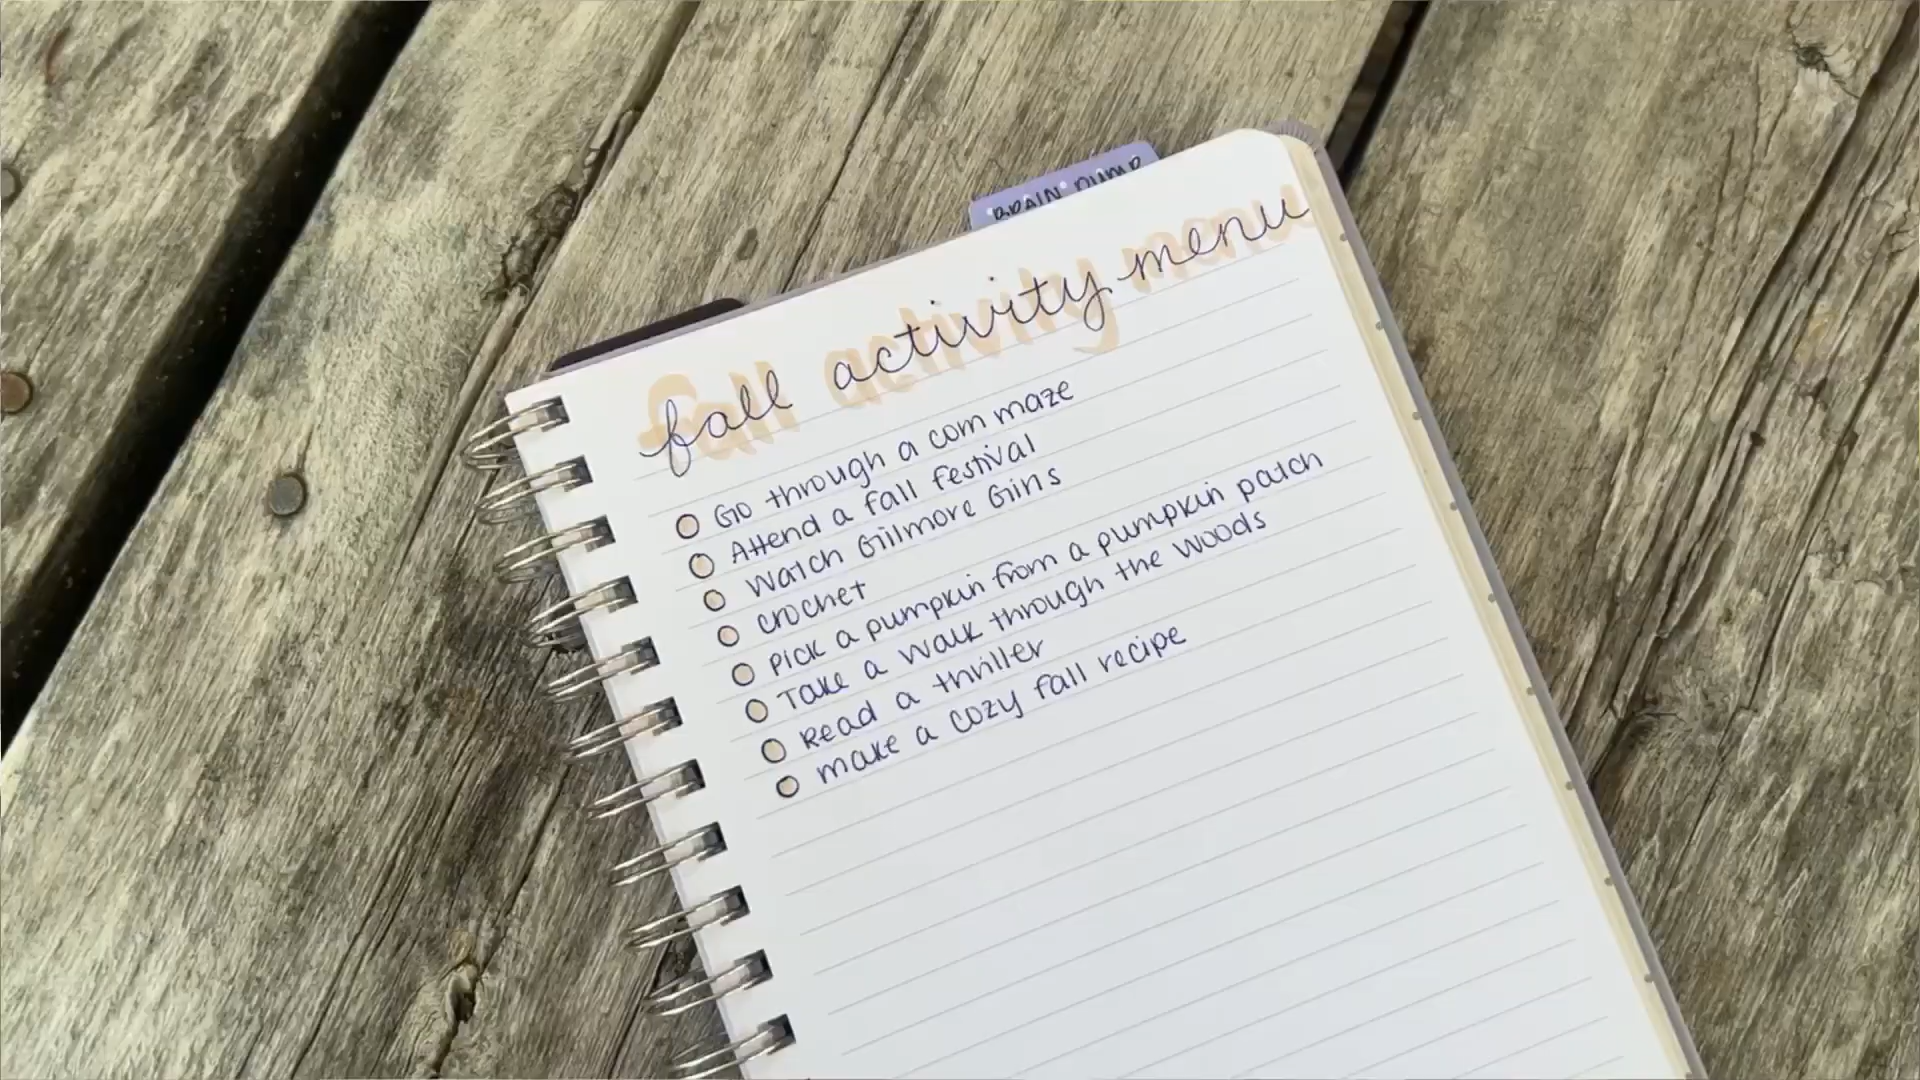 BRAIN DUMP
fall activity menu
Go through a corn maze
Attend a fall festival
Watch Gilmore Girls
crochet
Pick a pumpkin from a pumpkin patch
Take a walk through the woods
Read a thriller
make a cozy fall recipe